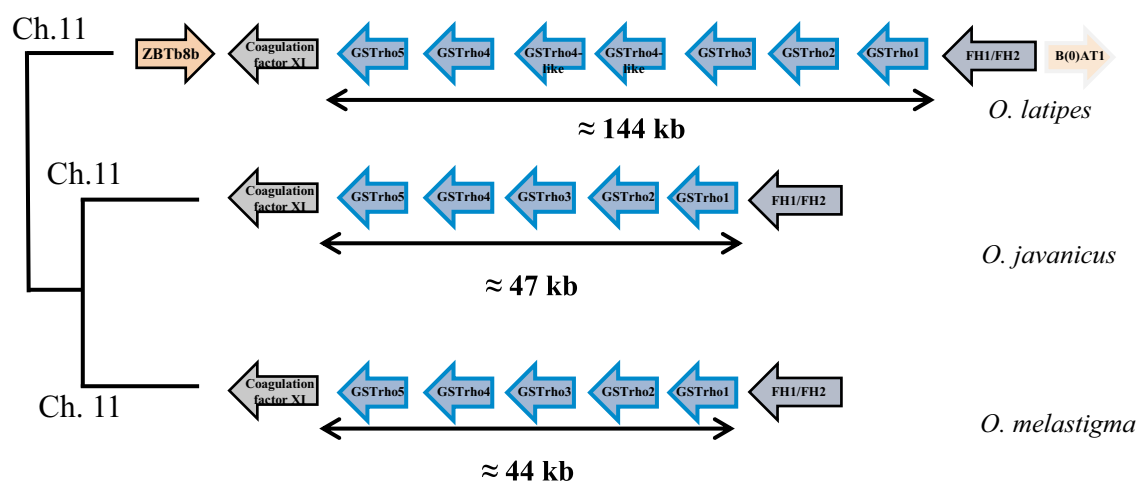 Ch.11
ZBTb8b
Coagulation
factor XI
GSTrho5
GSTrho4
GSTrho4-
like
GSTrho4-
like
GSTrho3
GSTrho2
GSTrho1
FH1/FH2
B(0)AT1
≈ 144 kb
O. latipes
Ch.11
Coagulation
factor XI
GSTrho5
GSTrho4
GSTrho3
GSTrho2
GSTrho1
FH1/FH2
≈ 47 kb
O. javanicus
Ch. 11
Coagulation
factor XI
GSTrho5
GSTrho4
GSTrho3
GSTrho2
GSTrho1
FH1/FH2
≈ 44 kb
O. melastigma